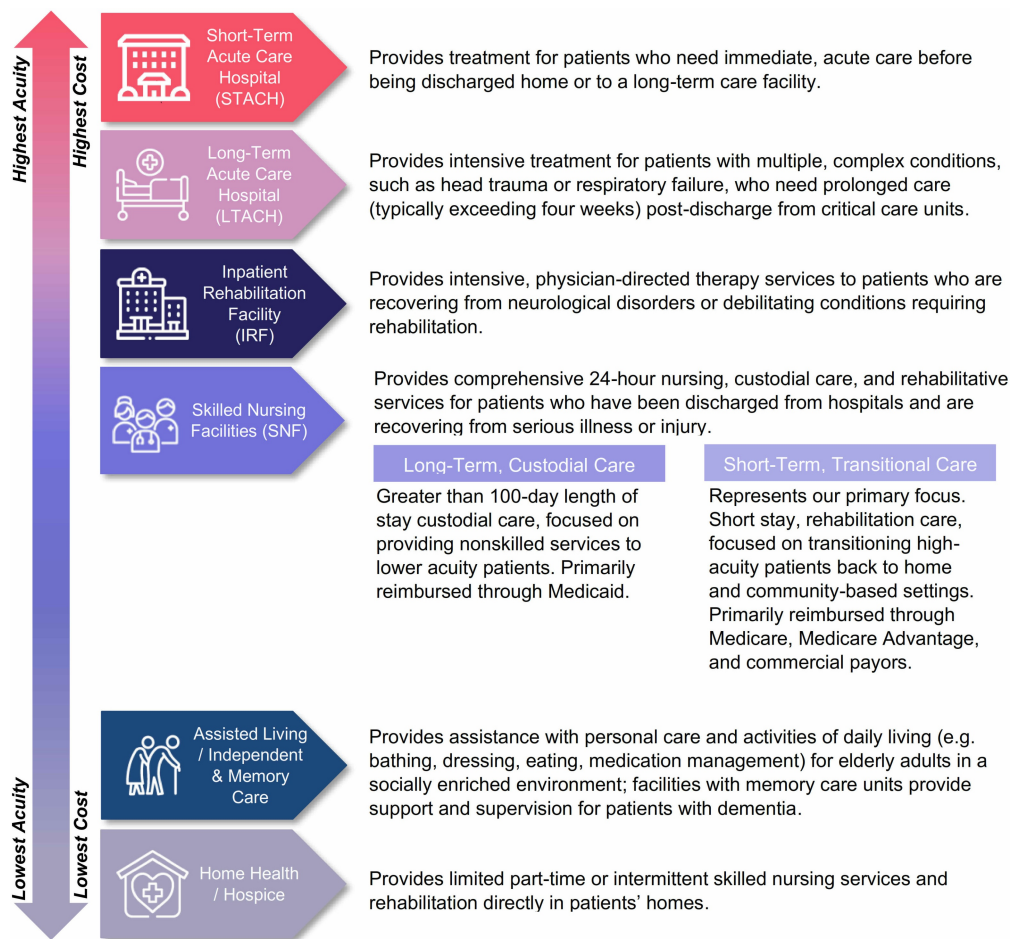 Highest Acuity
Highest Cost
Short-Term
Acute Care
Hospital
(STACH)
Provides treatment for patients who need immediate, acute care before
being discharged home or to a long-term care facility.
Long-Term
Acute Care
Hospital
(LTACH)
Provides intensive treatment for patients with multiple, complex conditions,
such as head trauma or respiratory failure, who need prolonged care
(typically exceeding four weeks) post-discharge from critical care units.
Inpatient
Rehabilitation
Facility
(IRF)
Provides intensive, physician-directed therapy services to patients who are
recovering from neurological disorders or debilitating conditions requiring
rehabilitation.
Skilled Nursing
Facilities (SNF)
Provides comprehensive 24-hour nursing, custodial care, and rehabilitative
services for patients who have been discharged from hospitals and are
recovering from serious illness or injury.
Long-Term, Custodial Care
Greater than 100-day length of
stay custodial care, focused on
providing nonskilled services to
lower acuity patients. Primarily
reimbursed through Medicaid.
Short-Term, Transitional Care
Represents our primary focus.
Short stay, rehabilitation care,
focused on transitioning high-
acuity patients back to home
and community-based settings.
Primarily reimbursed through
Medicare, Medicare Advantage,
and commercial payors.
Assisted Living
/ Independent
& Memory
Care
Provides assistance with personal care and activities of daily living (e.g.
bathing, dressing, eating, medication management) for elderly adults in a
socially enriched environment; facilities with memory care units provide
support and supervision for patients with dementia.
Home Health
/ Hospice
Provides limited part-time or intermittent skilled nursing services and
rehabilitation directly in patients’ homes.
Lowest Acuity
Lowest Cost